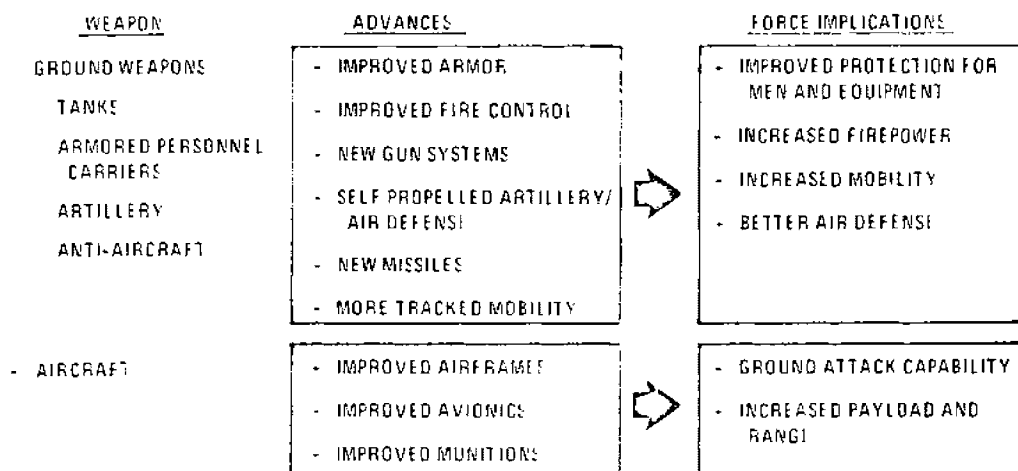 WEAPON
ADVANCES
FORCE IMPLICATIONS
GROUND WEAPONS
TANKS
ARMORED PERSONNEL
CARRIERS
ARTILLERY
ANTI-AIRCRAFT
- IMPROVED ARMOR
- IMPROVED FIRE CONTROL
- NEW GUN SYSTEMS
- SELF PROPELLED ARTILLERY/
AIR DEFENSE
- NEW MISSILES
- MORE TRACKED MOBILITY
- IMPROVED PROTECTION FOR
MEN AND EQUIPMENT
- INCREASED FIREPOWER
- INCREASED MOBILITY
- BETTER AIR DEFENSE
- AIRCRAFT
- IMPROVED AIRFRAMES
- IMPROVED AVIONICS
- IMPROVED MUNITIONS
- GROUND ATTACK CAPABILITY
- INCREASED PAYLOAD AND
RANGE